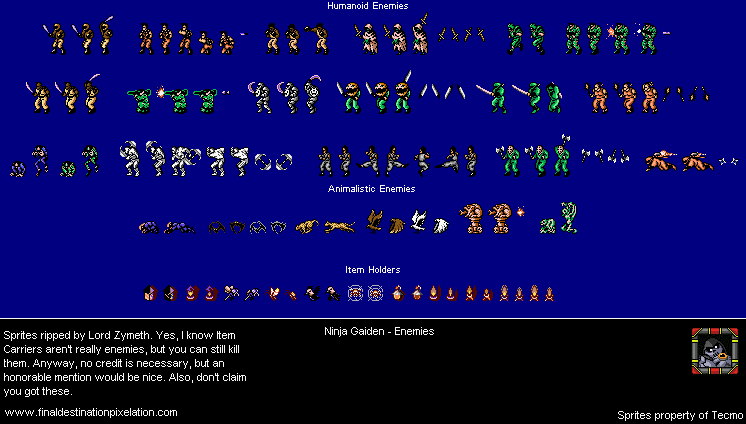 Humanoid Enemies
Animalistic Enemies
Item Holders
Ninja Gaiden - Enemies
Sprites ripped by Lord Zymeth. Yes, I know Item
Carriers aren't really enemies, but you can still kill
them. Anyway, no credit is necessary, but an
honorable mention would be nice. Also, don't claim
you got these.
www.finaldestinationpixelation.com
Sprites property of Tecmo